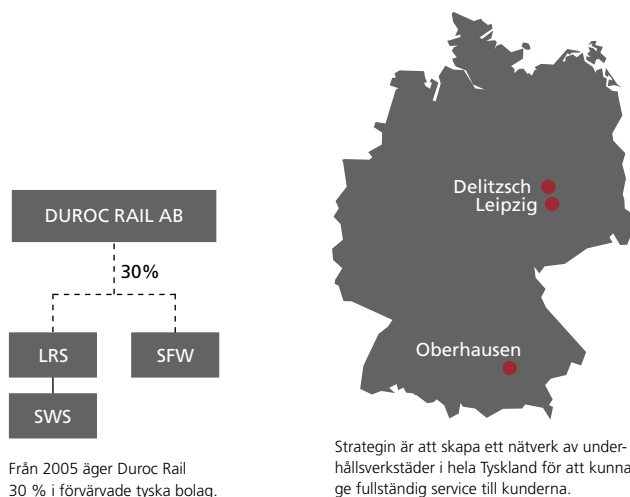 DUROC RAIL AB
30%
LRS
SFW
SWS
Från 2005 äger Duroc Rail
30 % i förvärvade tyska bolag.
Delitzsch
Leipzig
Oberhausen
Strategin är att skapa ett nätverk av under-
hållsverkstäder i hela Tyskland för att kunna
ge fullständig service till kunderna.